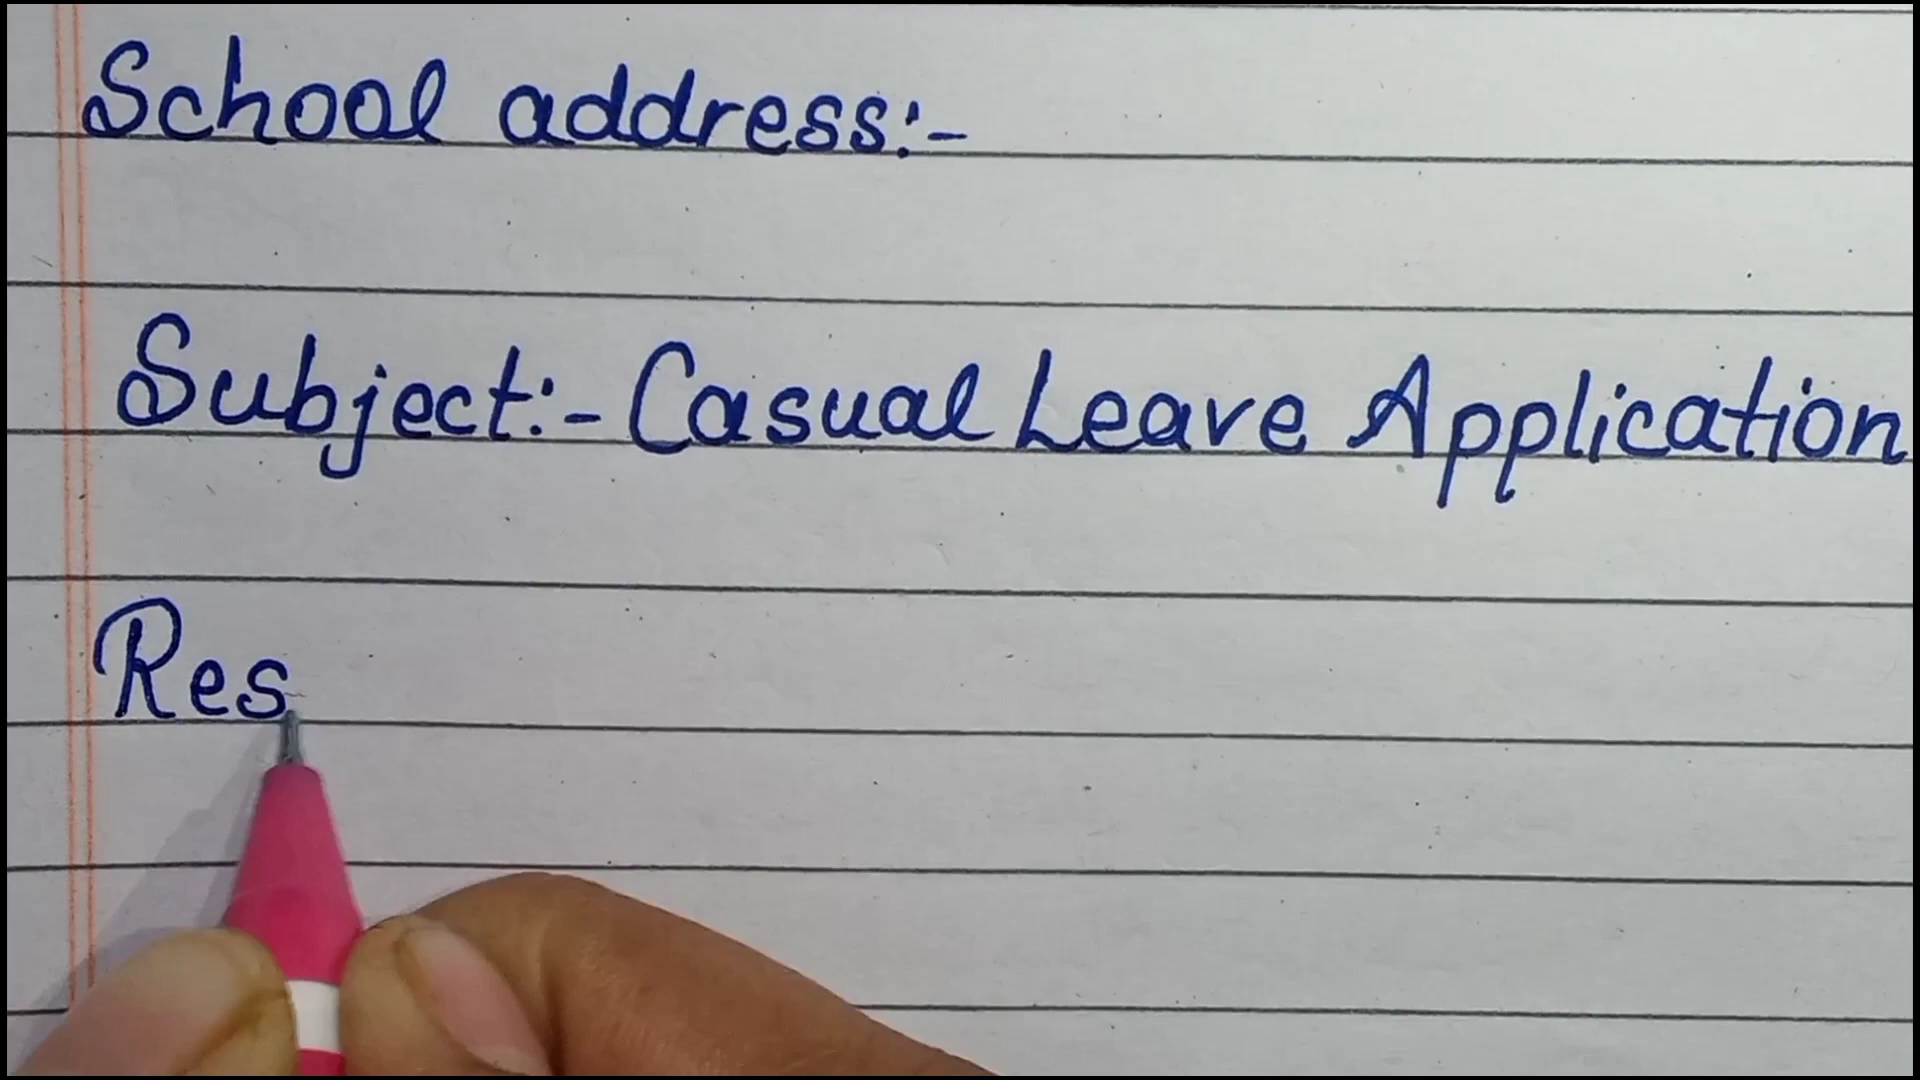 School address:-
Subject:- Casual Leave Application
Res